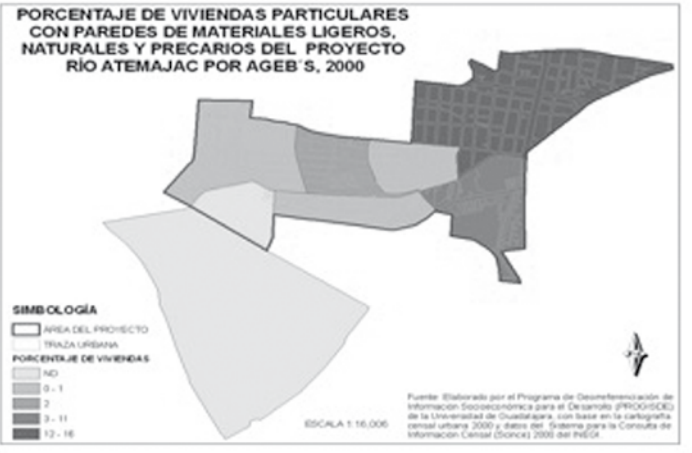 PORCENTAJE DE VIVIENDAS PARTICULARES
CON PAREDES DE MATERIALES LIGEROS,
NATURALES Y PRECARIOS DEL PROYECTO
RÍO ATEMAJAC POR AGEB´S, 2000
SIMBOLOGÍA
AREA DEL PROYECTO
TRAZA URBANA
PORCENTAJE DE VIVIENDAS
ND
0 - 1
2
3 - 11
12 - 16
ESCALA 1:16,006
Fuente: Elaborado por el Programa de Georreferenciación de
Información Socioeconómica para el Desarrollo (PROGISDE)
de la Universidad de Guadalajara, con base en la cartografía
censal urbana 2000 y datos del Sistema para la Consulta de
Información Censal (Scince) 2000 del INEGI.